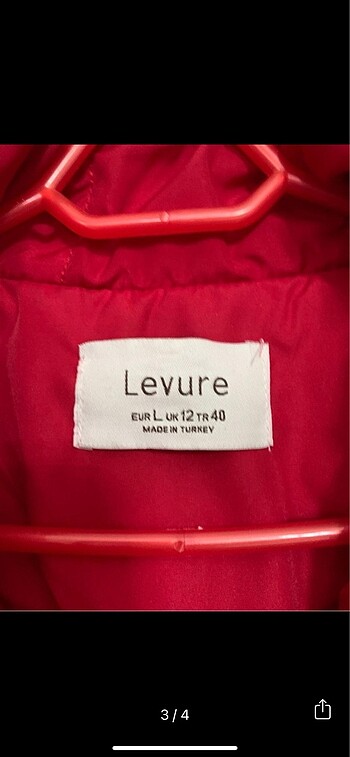 Levure
EUR L UK 12 TR 40
MADE IN TURKEY
3 / 4